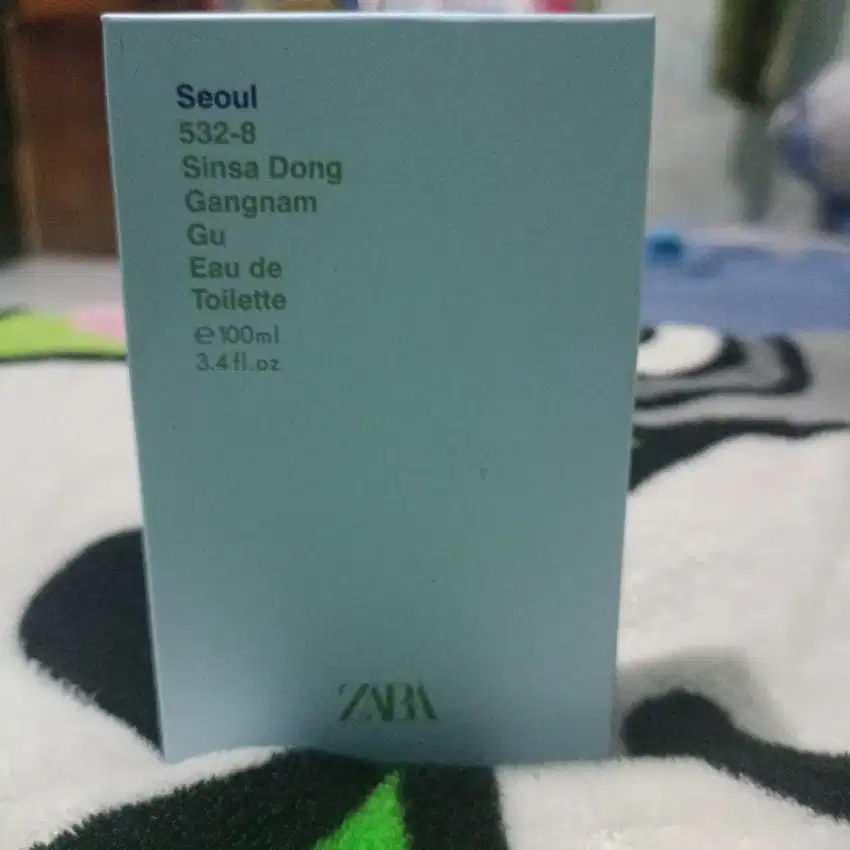 Seoul
532-8
Sinsa Dong
Gangnam
Gu
Eau de
Toilette
e 100ml
3.4 fl. oz
ZARA